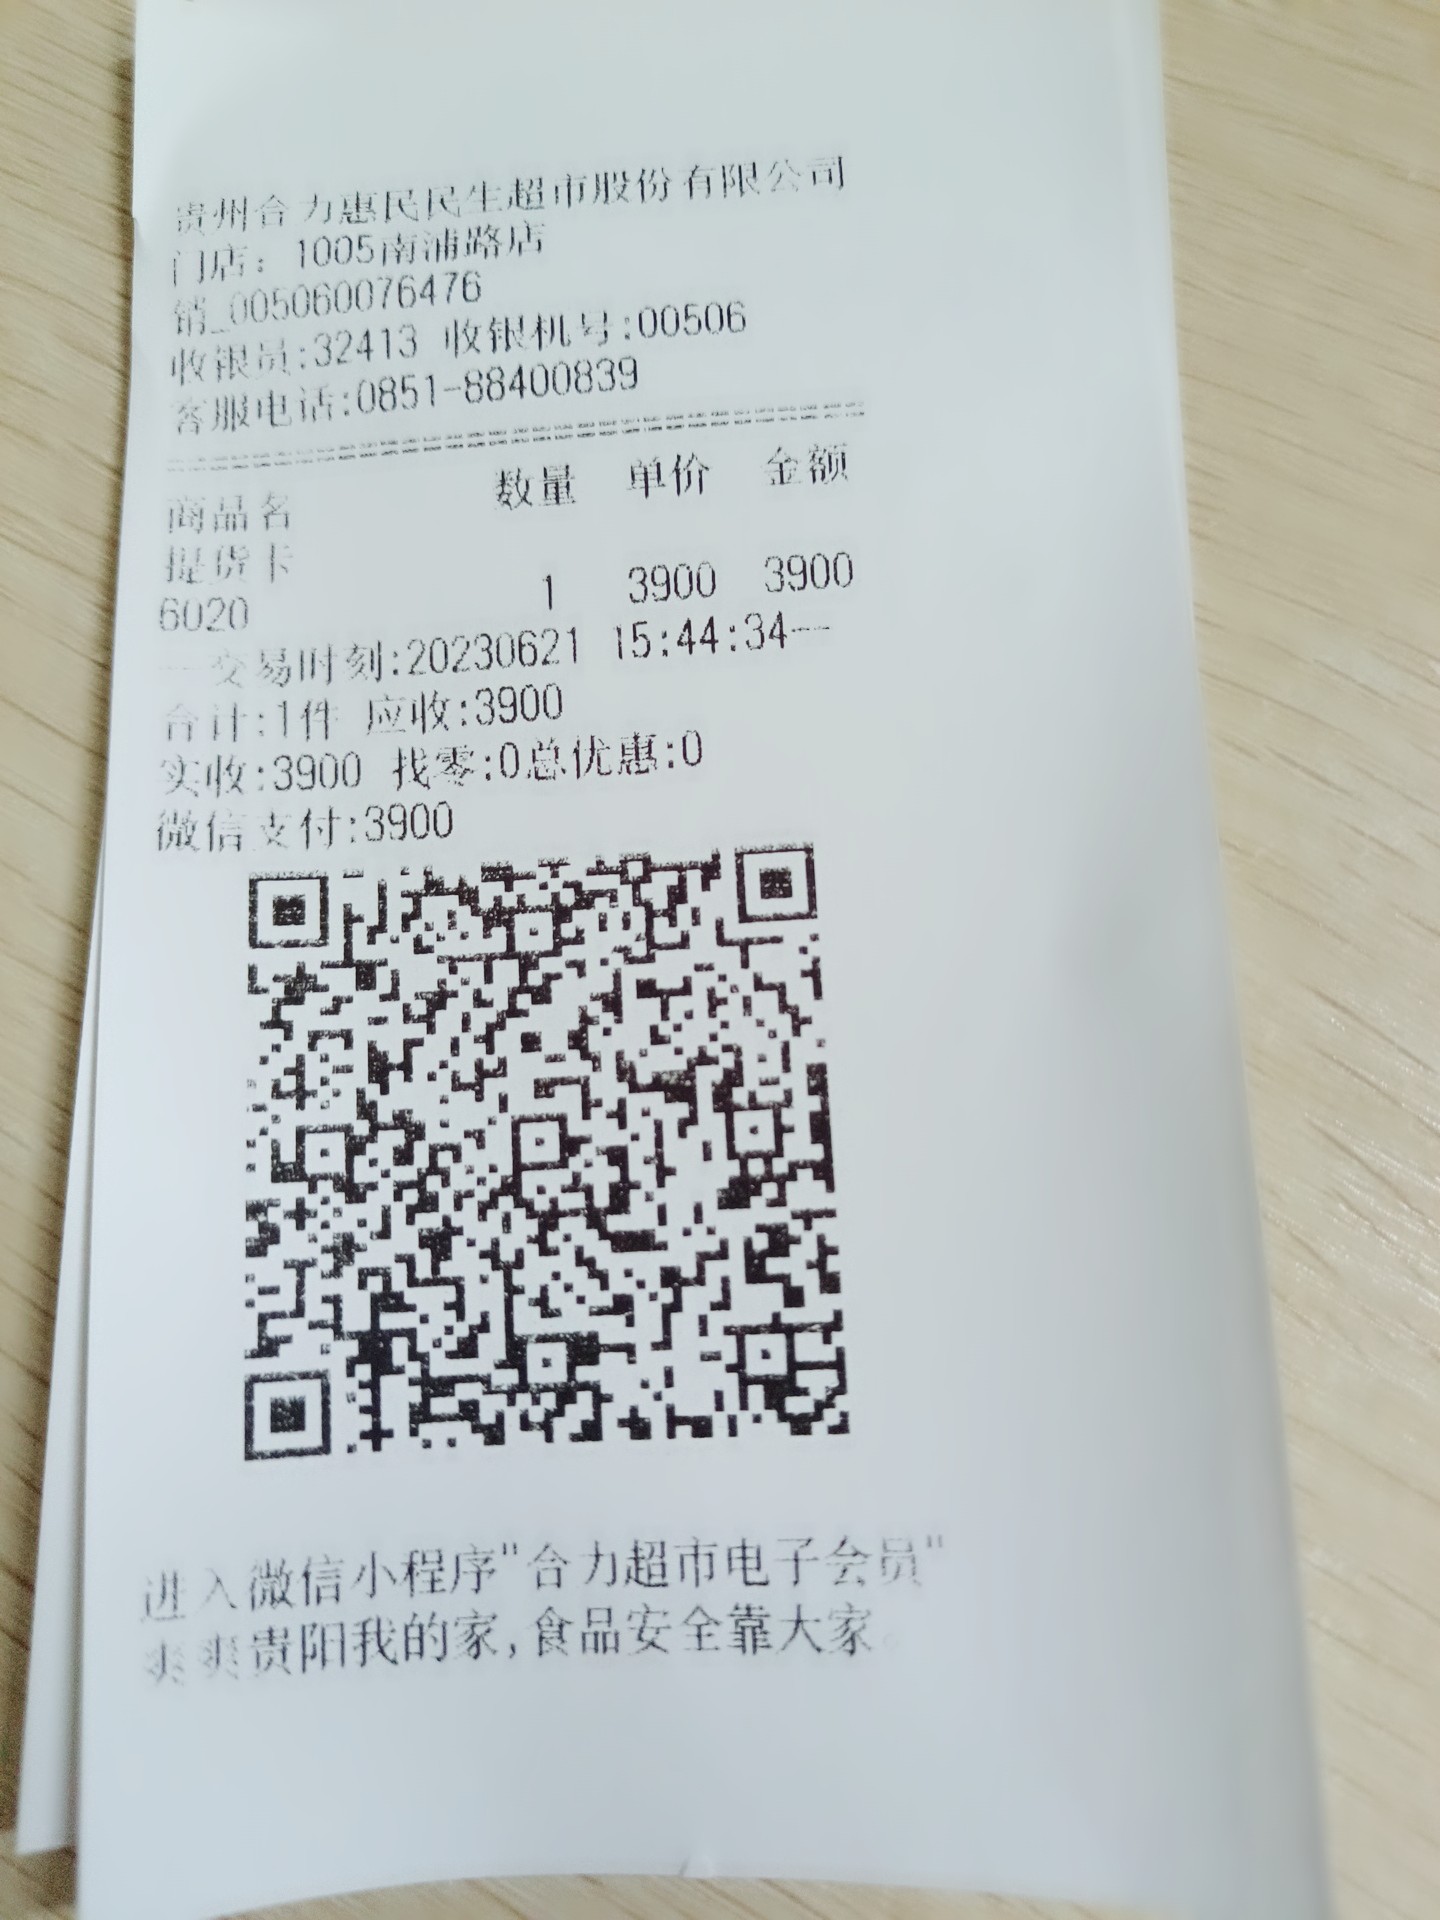 贵州合力惠民民生超市股份有限公司
门店：1005南浦路店
销_005060076476
收银员:32413 收银机号:00506
客服电话:0851-88400839
商品名 数量 单价 金额
提货卡
6020 1 3900 3900
--交易时刻:20230621 15:44:34--
合计:1件 应收:3900
实收:3900 找零:0总优惠:0
微信支付:3900
进入微信小程序"合力超市电子会员"
爽爽贵阳我的家,食品安全靠大家。